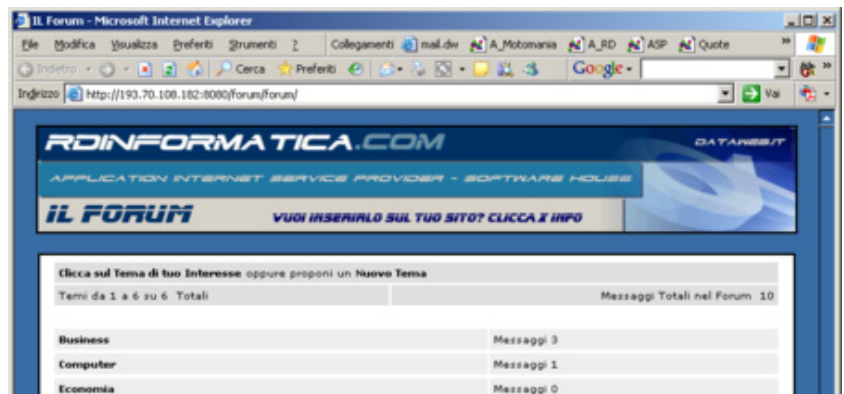 IL Forum - Microsoft Internet Explorer
File Modifica Visualizza Preferiti Strumenti ? Collegamenti mail.dw A_Motomania A_RD ASP Quote »
Indietro Cerca Preferiti Google »
Indirizzo http://193.70.108.182:8080/forum/forum/ Vai
RDINFORMATICA.COM DATAWEB.IT
APPLICATION INTERNET SERVICE PROVIDER - SOFTWARE HOUSE
IL FORUM VUOI INSERIRLO SUL TUO SITO? CLICCA X INFO
Clicca sul Tema di tuo Interesse oppure proponi un Nuovo Tema
Temi da 1 a 6 su 6 Totali Messaggi Totali nel Forum 10
Business Messaggi 3
Computer Messaggi 1
Economia Messaggi 0